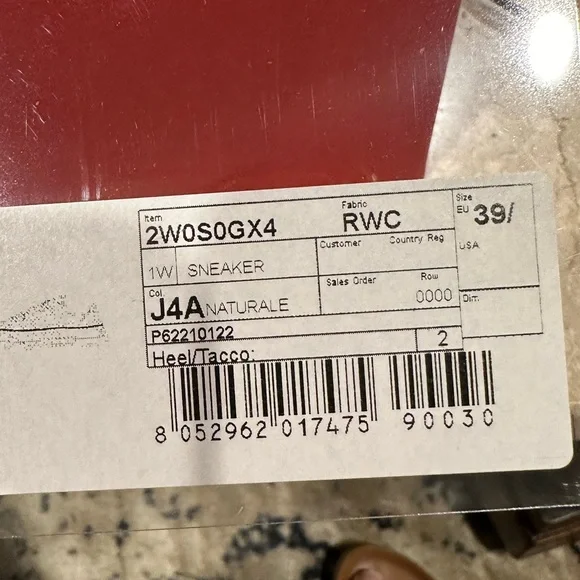 Item Fabric Size
2W0S0GX4 RWC EU 39/
Customer Country Reg USA
1W SNEAKER
Sales Order Row
Col
J4A NATURALE 0000 Dim.
P62210122 2
Heel/Tacco:
8 052962 017475 90030